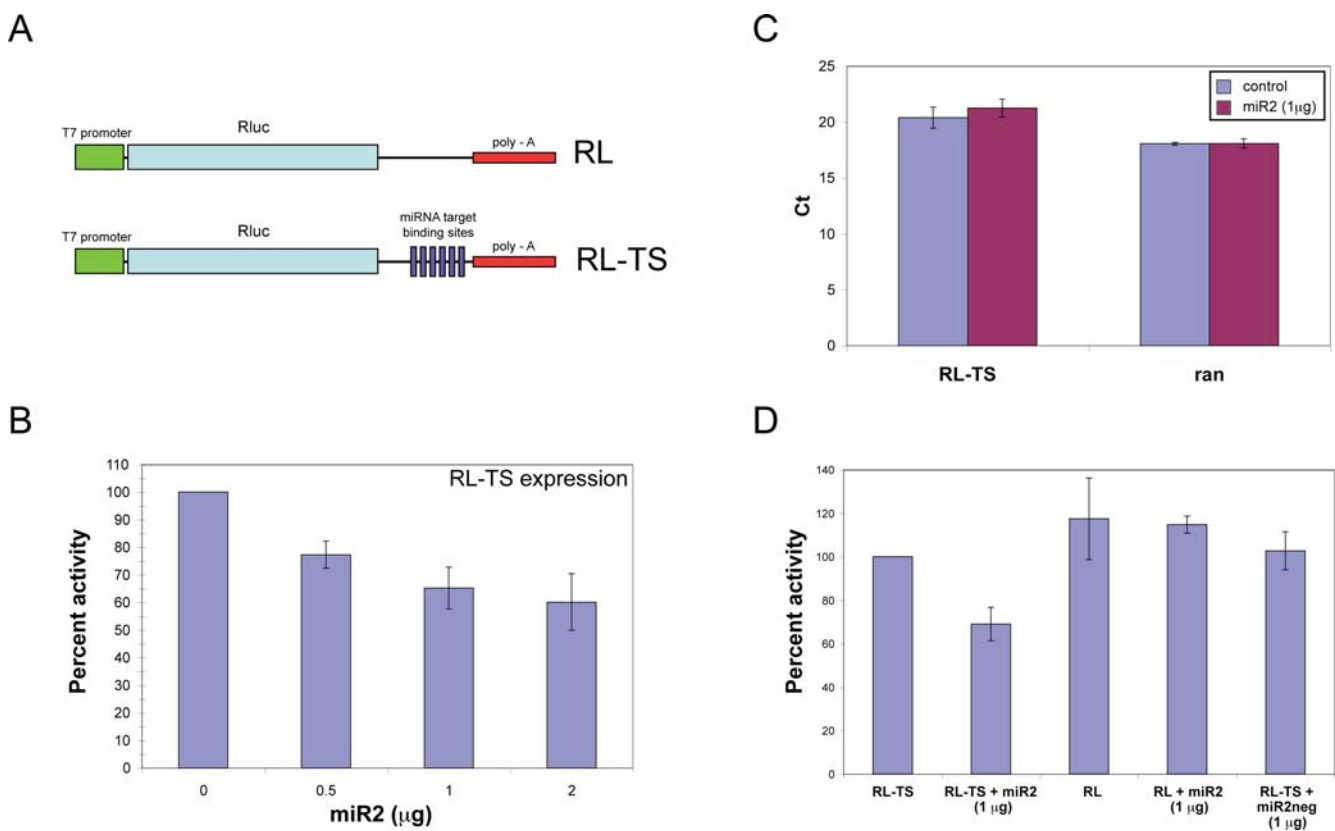 A
T7 promoter
Rluc
poly - A
RL
miRNA target
binding sites
T7 promoter
Rluc
poly - A
RL-TS
B
RL-TS expression
Percent activity
110
100
90
80
70
60
50
40
30
20
10
0
0
0.5
1
2
miR2 (μg)
C
control
miR2 (1μg)
Ct
25
20
15
10
5
0
RL-TS
ran
D
Percent activity
140
120
100
80
60
40
20
0
RL-TS
RL-TS + miR2
(1 μg)
RL
RL + miR2
(1 μg)
RL-TS +
miR2neg
(1 μg)